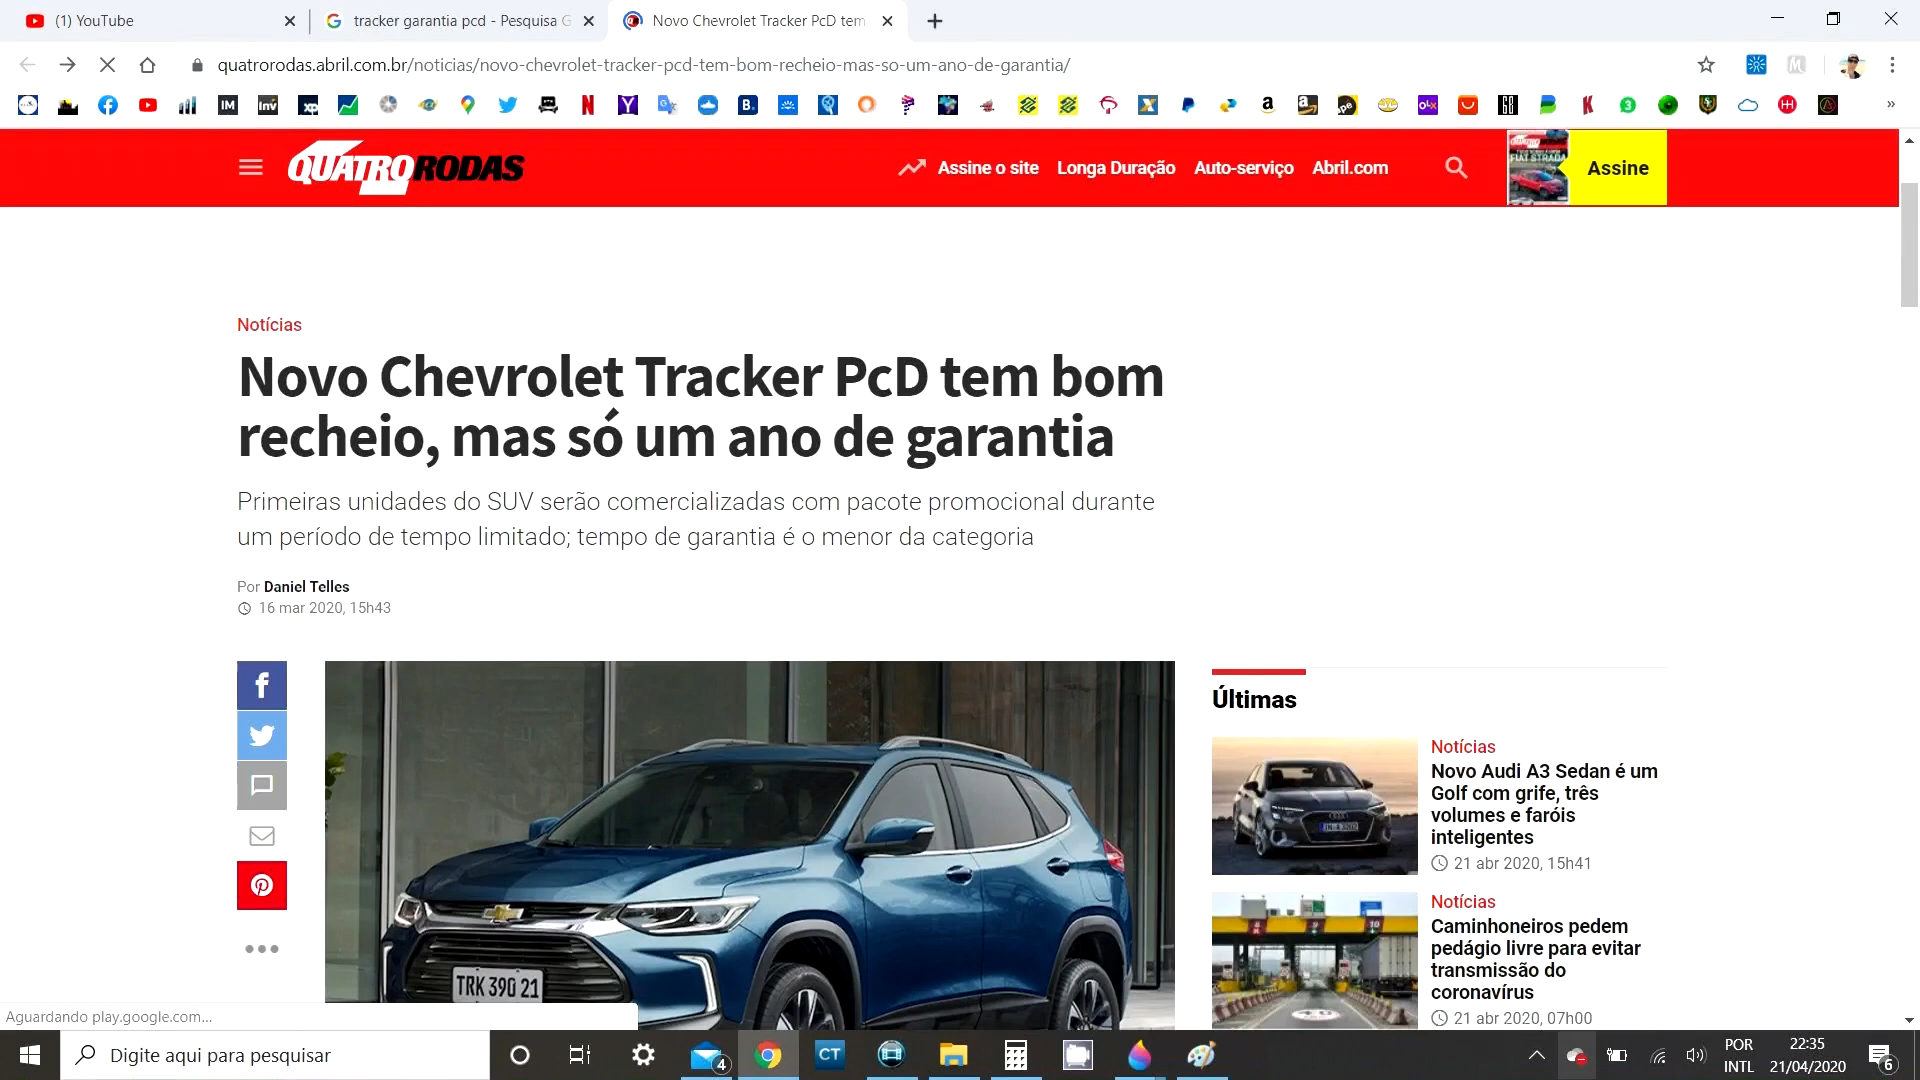 (1) YouTube
tracker garantia pcd - Pesquisa G
Novo Chevrolet Tracker PcD tem
quatrorodas.abril.com.br/noticias/novo-chevrolet-tracker-pcd-tem-bom-recheio-mas-so-um-ano-de-garantia/
QUATRO RODAS
Assine o site
Longa Duração
Auto-serviço
Abril.com
FIAT STRADA
Assine
Notícias
Novo Chevrolet Tracker PcD tem bom
recheio, mas só um ano de garantia
Primeiras unidades do SUV serão comercializadas com pacote promocional durante
um período de tempo limitado; tempo de garantia é o menor da categoria
Por Daniel Telles
16 mar 2020, 15h43
TRK 390 21
Últimas
Notícias
Novo Audi A3 Sedan é um
Golf com grife, três
volumes e faróis
inteligentes
21 abr 2020, 15h41
Notícias
Caminhoneiros pedem
pedágio livre para evitar
transmissão do
coronavírus
21 abr 2020, 07h00
Aguardando play.google.com...
Digite aqui para pesquisar
4
CT
POR
INTL
22:35
21/04/2020
6